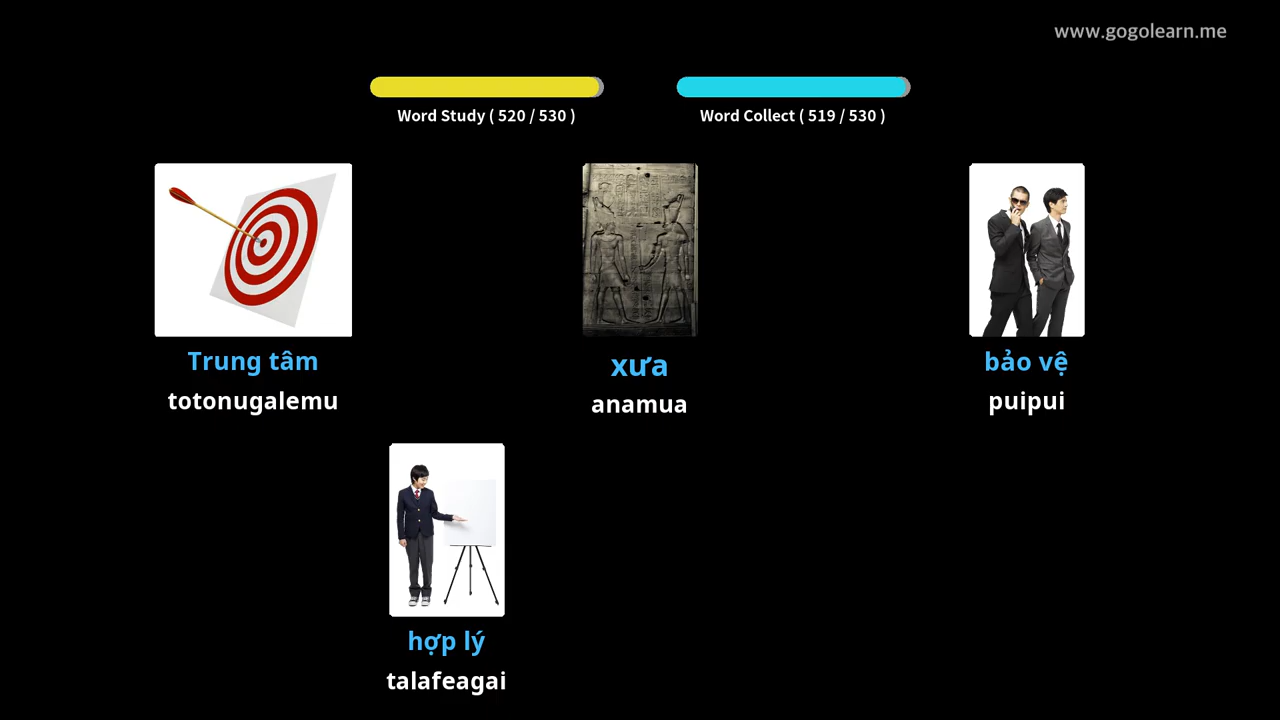 www.gogolearn.me
Word Study ( 520 / 530 )
Word Collect ( 519 / 530 )
Trung tâm
xưa
bảo vệ
totonugalemu
anamua
puipui
hợp lý
talafeagai